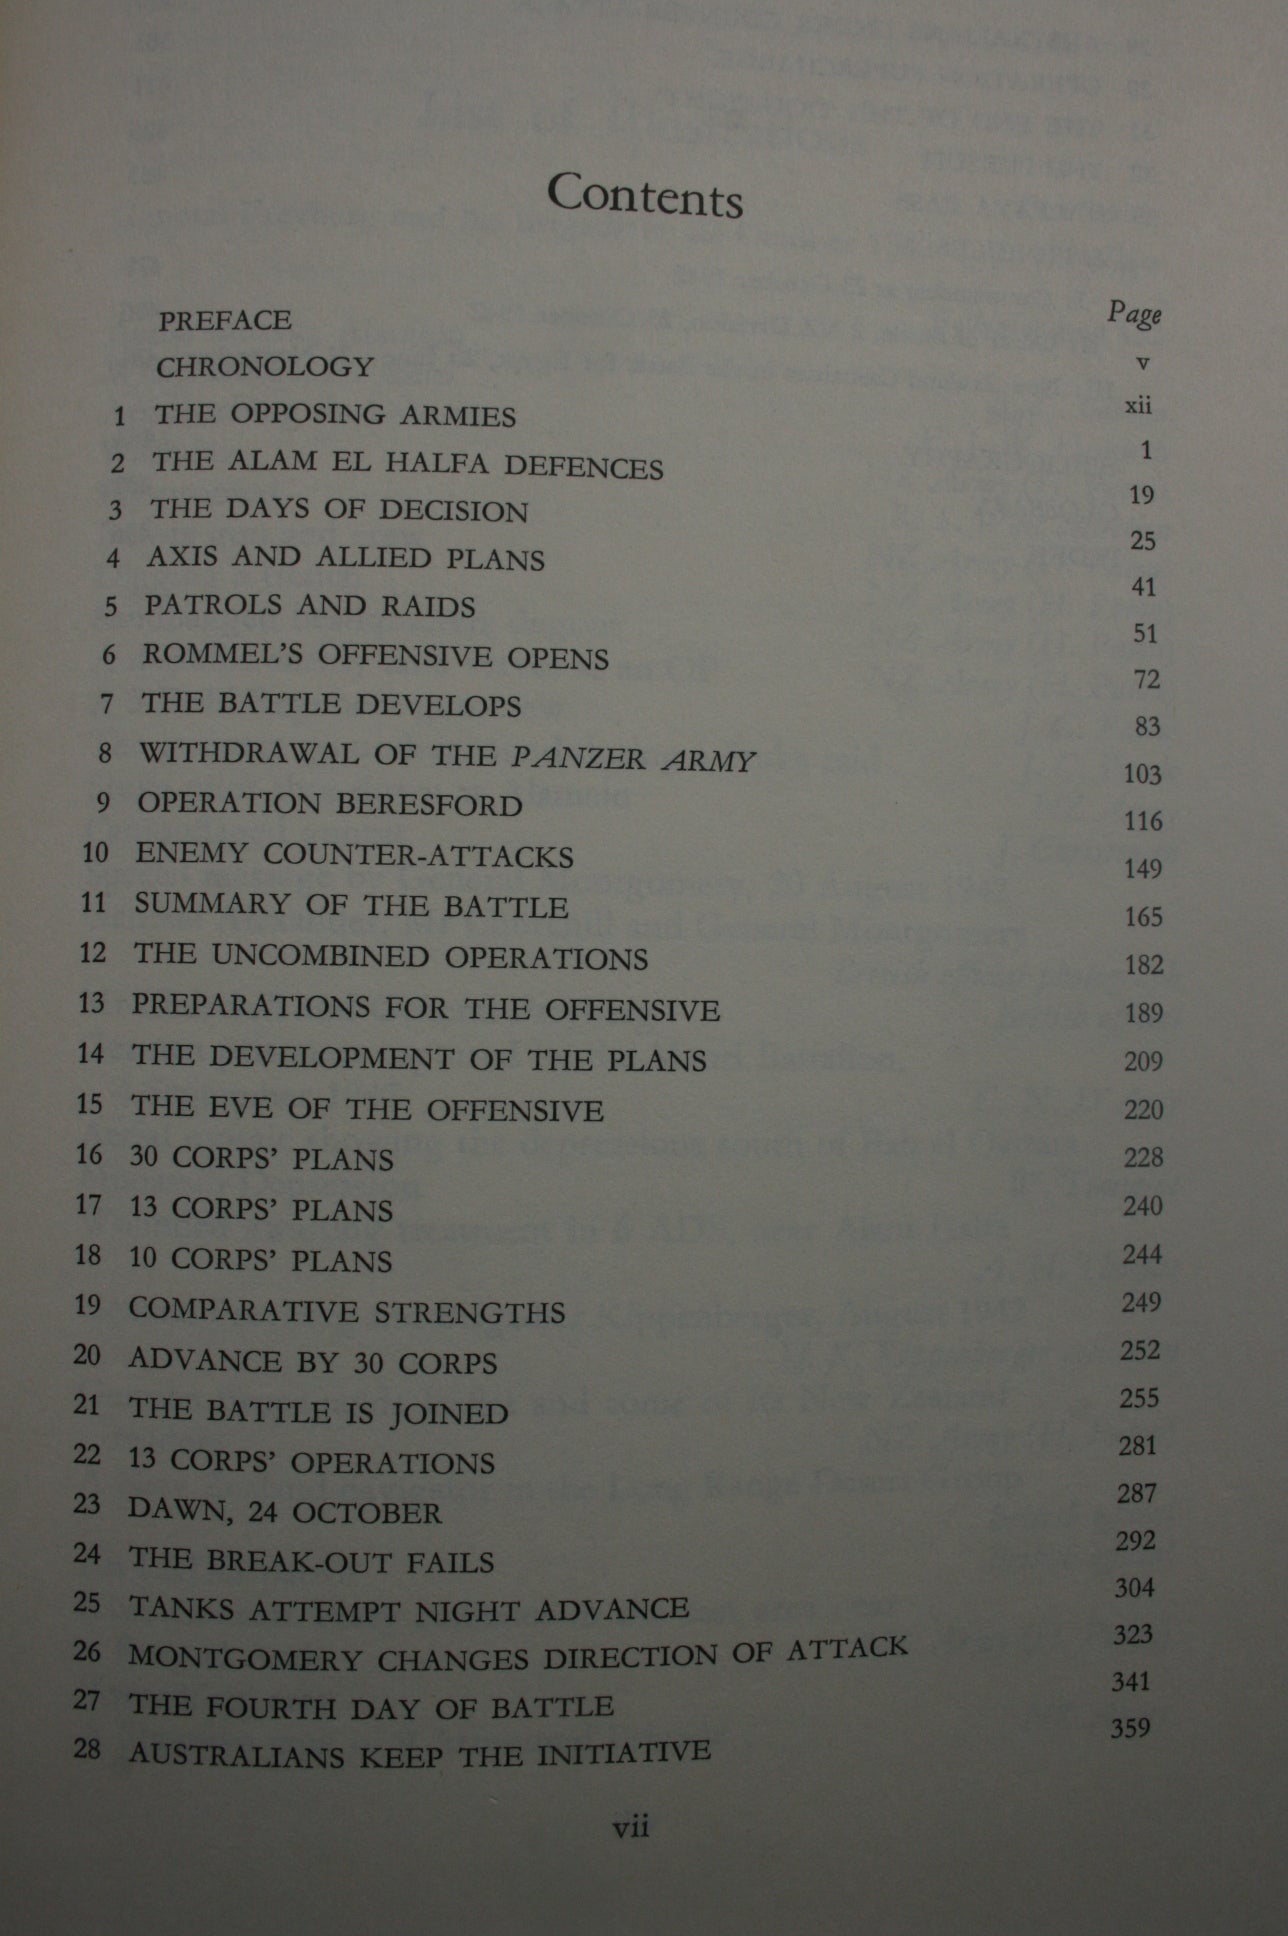 Contents
Page
PREFACE v
CHRONOLOGY xii
1 THE OPPOSING ARMIES 1
2 THE ALAM EL HALFA DEFENCES 19
3 THE DAYS OF DECISION 25
4 AXIS AND ALLIED PLANS 41
5 PATROLS AND RAIDS 51
6 ROMMEL'S OFFENSIVE OPENS 72
7 THE BATTLE DEVELOPS 83
8 WITHDRAWAL OF THE PANZER ARMY 103
9 OPERATION BERESFORD 116
10 ENEMY COUNTER-ATTACKS 149
11 SUMMARY OF THE BATTLE 165
12 THE UNCOMBINED OPERATIONS 182
13 PREPARATIONS FOR THE OFFENSIVE 189
14 THE DEVELOPMENT OF THE PLANS 209
15 THE EVE OF THE OFFENSIVE 220
16 30 CORPS' PLANS 228
17 13 CORPS' PLANS 240
18 10 CORPS' PLANS 244
19 COMPARATIVE STRENGTHS 249
20 ADVANCE BY 30 CORPS 252
21 THE BATTLE IS JOINED 255
22 13 CORPS' OPERATIONS 281
23 DAWN, 24 OCTOBER 287
24 THE BREAK-OUT FAILS 292
25 TANKS ATTEMPT NIGHT ADVANCE 304
26 MONTGOMERY CHANGES DIRECTION OF ATTACK 323
27 THE FOURTH DAY OF BATTLE 341
28 AUSTRALIANS KEEP THE INITIATIVE 359
vii